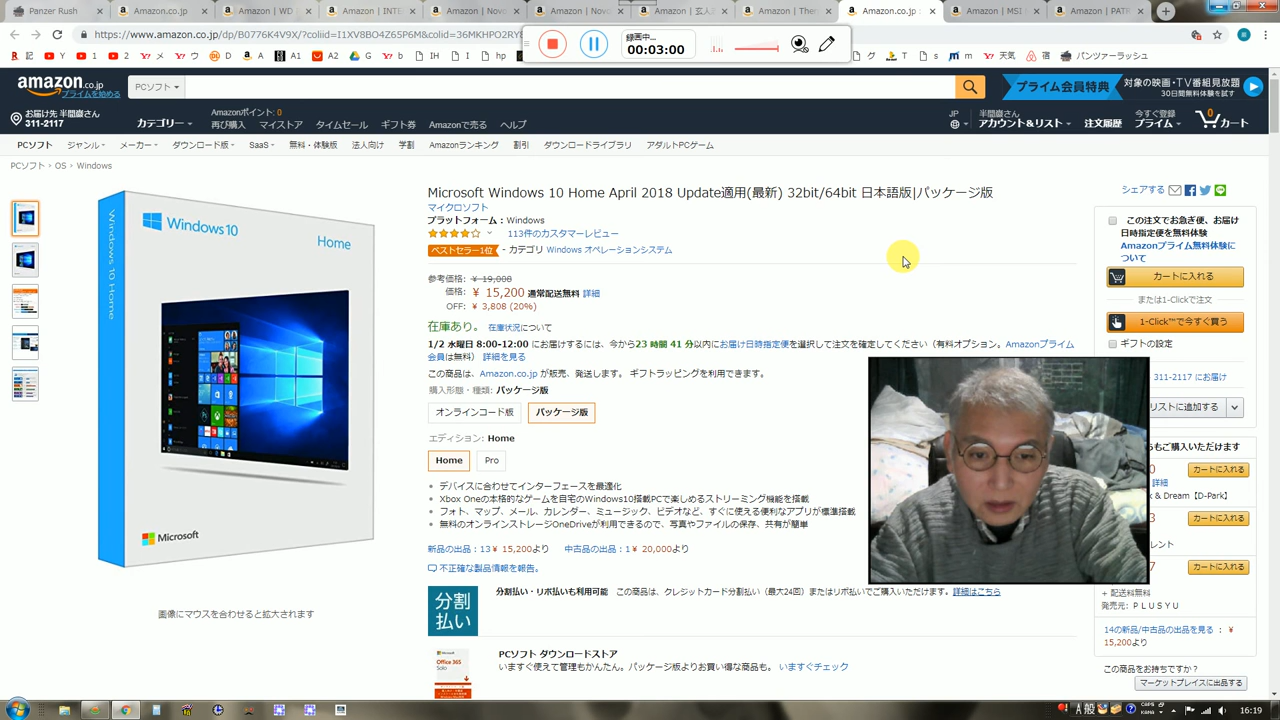 Panzer Rush
Amazon.co.jp
Amazon | WD
Amazon | INTE
Amazon | Nov
Amazon | Nov
Amazon | 玄人
Amazon | The
Amazon.co.jp
Amazon | MSI
Amazon | PAT
https://www.amazon.co.jp/dp/B0776K4V9X/?coliid=I1XV8BO4Z65P6M&colid=36MKHPO2RY
録画中...
00:03:00
パンツァーラッシュ
amazon.co.jp
プライムを始める
PCソフト
プライム会員特典
対象の映画・TV番組見放題
30日間無料体験を試す
お届け先 半間巌さん
311-2117
カテゴリー
Amazonポイント: 0
再び購入 マイストア タイムセール ギフト券 Amazonで売る ヘルプ
JP
半間巌さん
アカウント&リスト
注文履歴
今すぐ登録
プライム
0
カート
PCソフト ジャンル メーカー ダウンロード版 SaaS 無料・体験版 法人向け 学割 Amazonランキング 割引 ダウンロードライブラリ アダルトPCゲーム
PCソフト › OS › Windows
Windows 10 Home
Windows10
Home
Microsoft
画像にマウスを合わせると拡大されます
Microsoft Windows 10 Home April 2018 Update適用(最新) 32bit/64bit 日本語版|パッケージ版
マイクロソフト
プラットフォーム : Windows
113件のカスタマーレビュー
ベストセラー1位 - カテゴリ Windows オペレーションシステム
参考価格: ¥ 19,008
価格: ¥ 15,200 通常配送無料 詳細
OFF: ¥ 3,808 (20%)
在庫あり。 在庫状況について
1/2 水曜日 8:00-12:00 にお届けするには、今から23 時間 41 分以内にお届け日時指定便を選択して注文を確定してください（有料オプション。Amazonプライム
会員は無料） 詳細を見る
この商品は、Amazon.co.jp が販売、発送します。 ギフトラッピングを利用できます。
購入形態・種類: パッケージ版
オンラインコード版
パッケージ版
エディション: Home
Home
Pro
デバイスに合わせてインターフェースを最適化
Xbox Oneの本格的なゲームを自宅のWindows10搭載PCで楽しめるストリーミング機能を搭載
フォト、マップ、メール、カレンダー、ミュージック、ビデオなど、すぐに使える便利なアプリが標準搭載
無料のオンラインストレージOneDriveが利用できるので、写真やファイルの保存、共有が簡単
新品の出品：13 ¥ 15,200より 中古品の出品：1 ¥ 20,000より
不正確な製品情報を報告。
分割
払い
分割払い・リボ払いも利用可能 この商品は、クレジットカード分割払い（最大24回）またはリボ払いでご購入いただけます。詳細はこちら
Office 365
Solo
PCソフト ダウンロードストア
いますぐ使えて管理もかんたん。パッケージ版よりお買い得な商品も。 いますぐチェック
シェアする
この注文でお急ぎ便、お届け
日時指定便を無料体験
Amazonプライム無料体験に
ついて
カートに入れる
または1-Clickで注文
1-Click™で今すぐ買う
ギフトの設定
311-2117 にお届け
リストに追加する
らもご購入いただけます
カートに入れる
詳細
k & Dream【D-Park】
カートに入れる
レント
カートに入れる
+ 配送料無料
発売元: ＰＬＵＳＹＵ
14の新品/中古品の出品を見る： ¥
15,200より
この商品をお持ちですか？
マーケットプレイスに出品する
A 般
CAPS
KANA
16:19